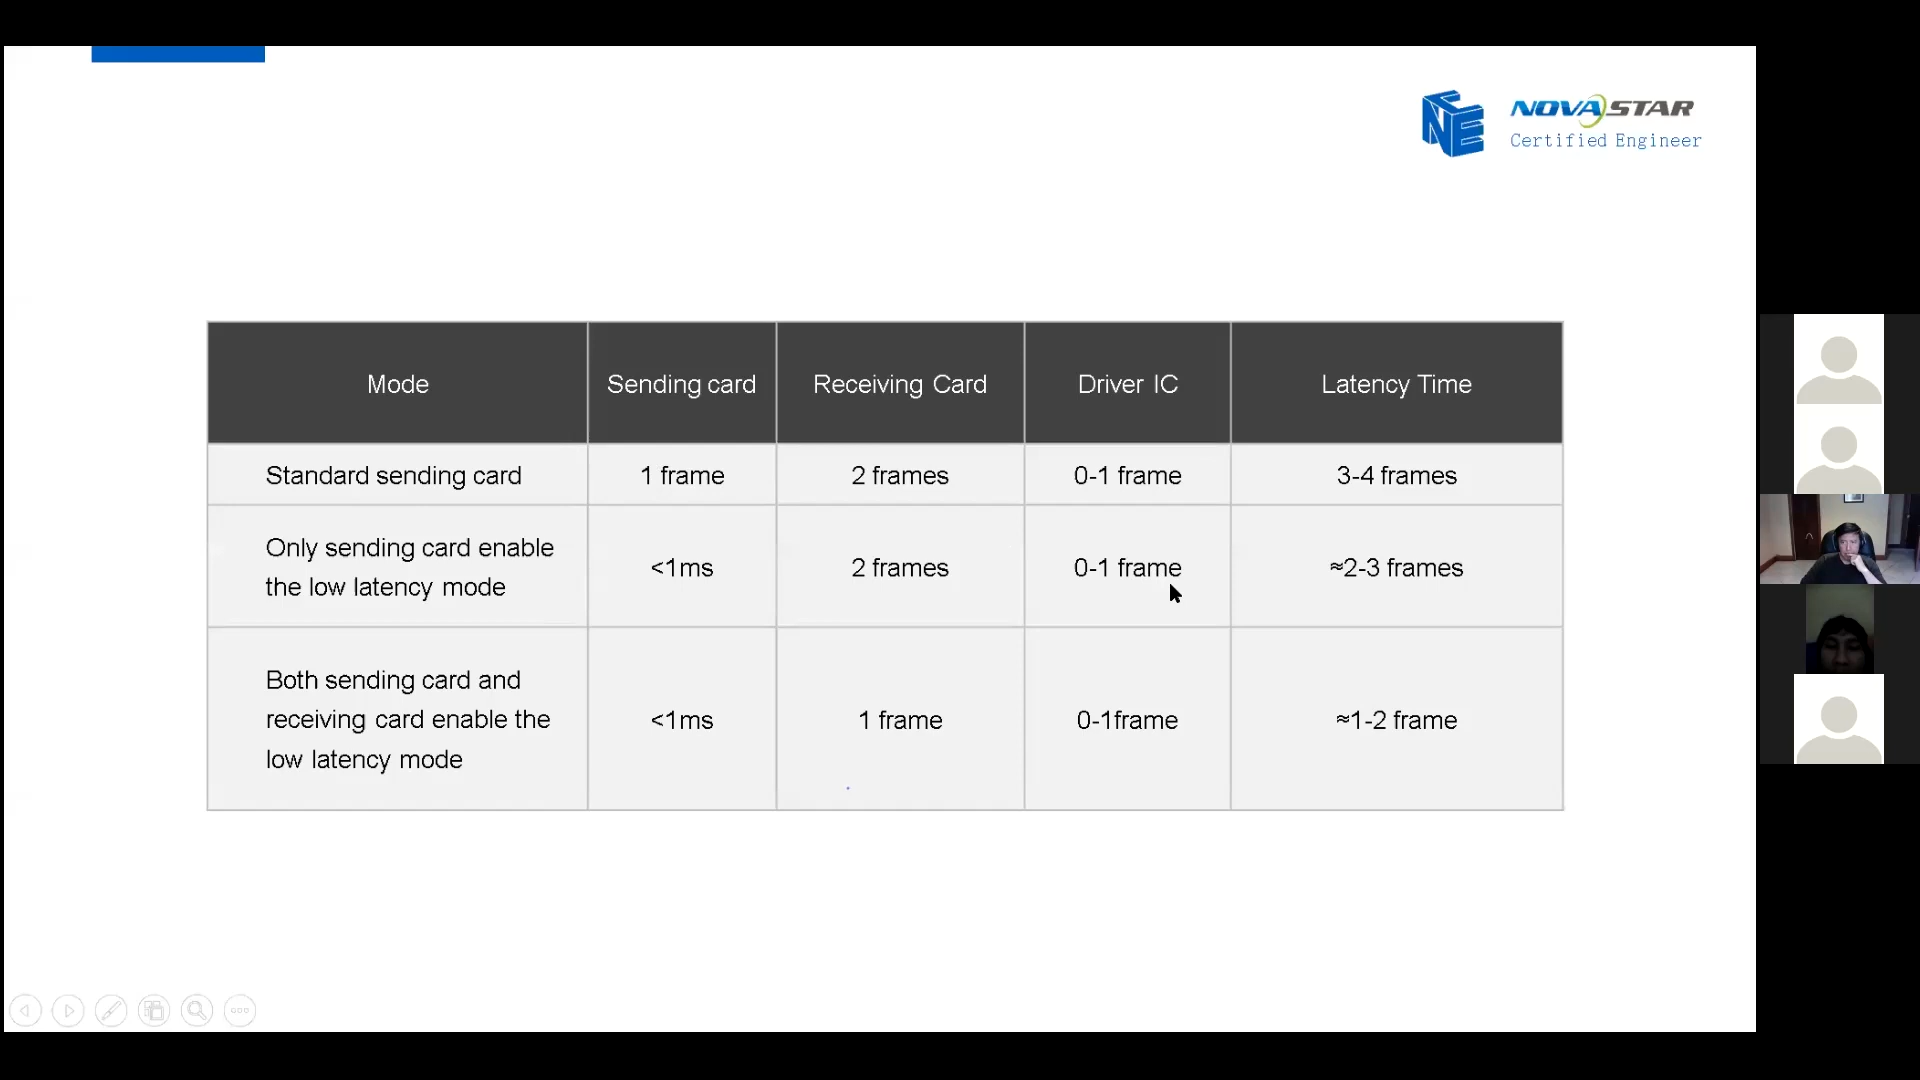 NE
NOVASTAR
Certified Engineer
Mode
Sending card
Receiving Card
Driver IC
Latency Time
Standard sending card
1 frame
2 frames
0-1 frame
3-4 frames
Only sending card enable
the low latency mode
<1ms
2 frames
0-1 frame
≈2-3 frames
Both sending card and
receiving card enable the
low latency mode
<1ms
1 frame
0-1frame
≈1-2 frame